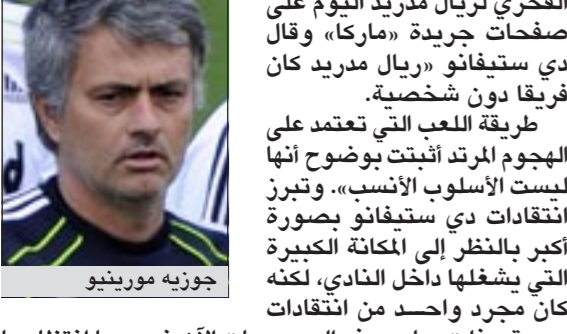 الفخري لريال مدريد اليوم على
صفحات جريدة «ماركا» وقال
دي ستيفانو «ريال مدريد كان
فريقا دون شخصية.
طريقة اللعب التي تعتمد على
الهجوم المرتد أثبتت بوضوح أنها
ليست الأسلوب الأنسب». وتبرز
انتقادات دي ستيفانو بصورة
أكبر بالنظر إلى المكانة الكبيرة
التي يشغلها داخل النادي، لكنه
كان مجرد واحد من انتقادات
جوزيه مورينيو